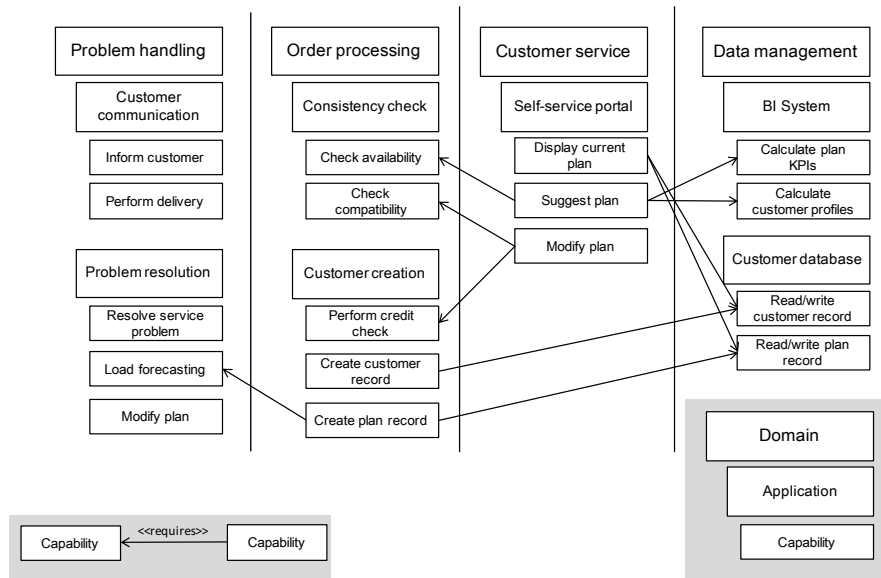 Problem handling
Customer
communication
Inform customer
Perform delivery
Problem resolution
Resolve service
problem
Load forecasting
Modify plan
Order processing
Consistency check
Check availability
Check
compatibility
Customer creation
Perform credit
check
Create customer
record
Create plan record
Customer service
Self-service portal
Display current
plan
Suggest plan
Modify plan
Data management
BI System
Calculate plan
KPIs
Calculate
customer profiles
Customer database
Read/write
customer record
Read/write plan
record
Domain
Application
Capability
Capability
<<requires>>
Capability